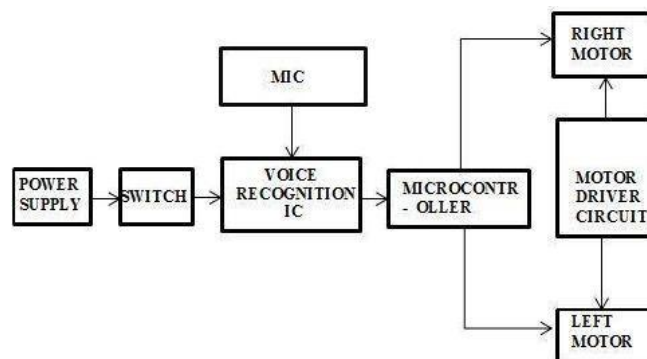 RIGHT
MOTOR
MIC
POWER
SUPPLY
SWITCH
VOICE
RECOGNITION
IC
MICROCONTR
- OLLER
MOTOR
DRIVER
CIRCUIT
LEFT
MOTOR